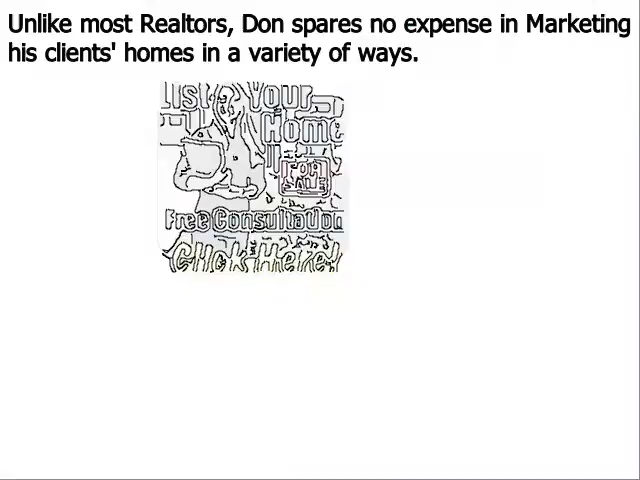 Unlike most Realtors, Don spares no expense in Marketing
his clients' homes in a variety of ways.
List Your
Home
FOR
SALE
Free Consultation
Click Here!